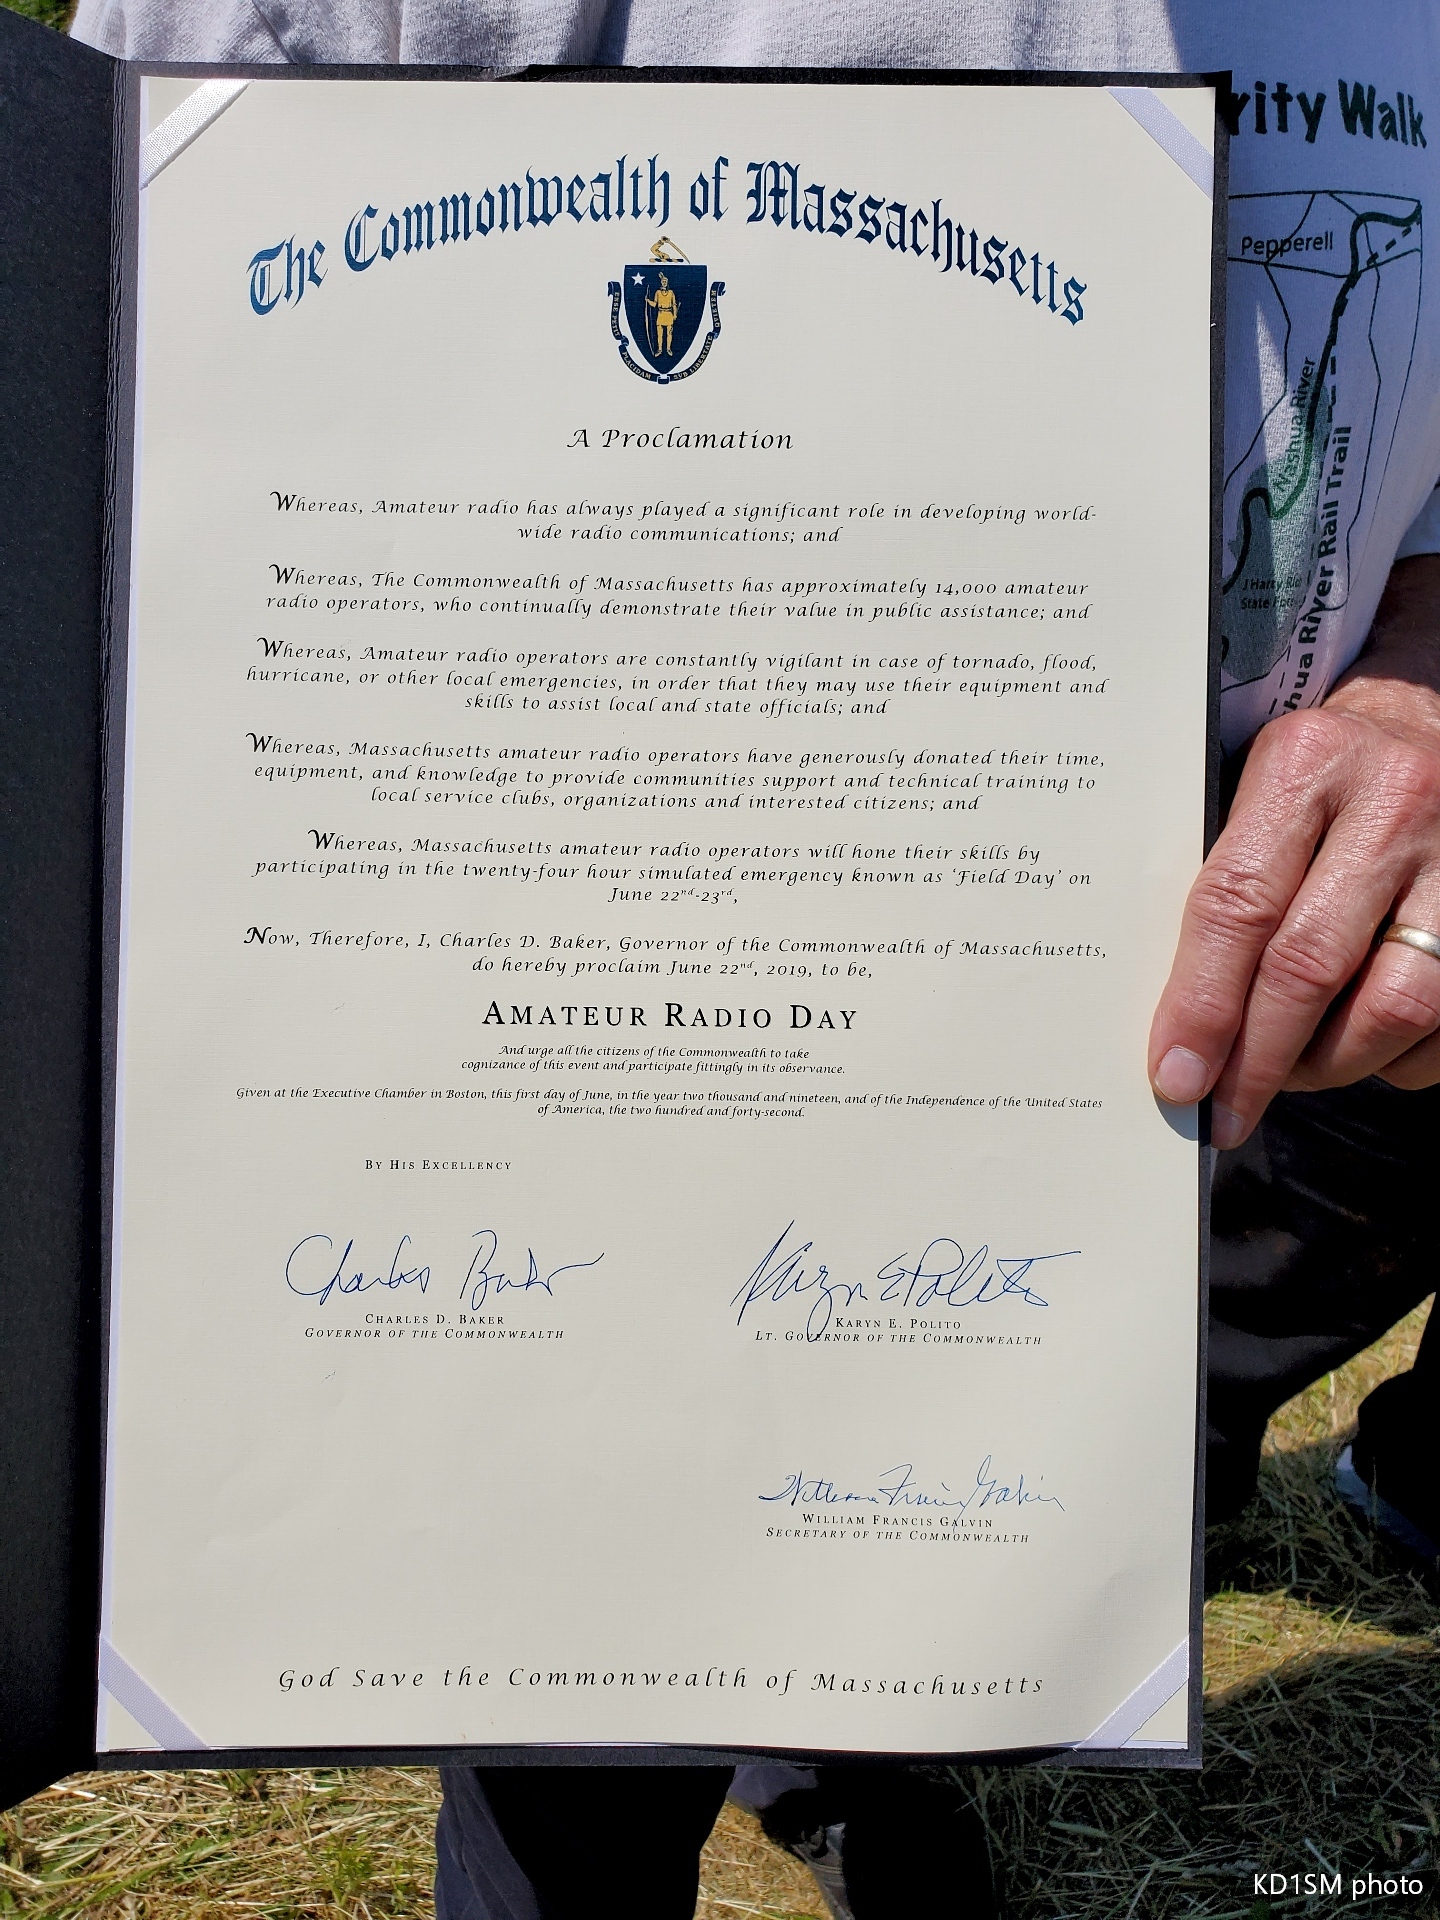 The Commonwealth of Massachusetts
A Proclamation
Whereas, Amateur radio has always played a significant role in developing world-
wide radio communications; and
Whereas, The Commonwealth of Massachusetts has approximately 14,000 amateur
radio operators, who continually demonstrate their value in public assistance; and
Whereas, Amateur radio operators are constantly vigilant in case of tornado, flood,
hurricane, or other local emergencies, in order that they may use their equipment and
skills to assist local and state officials; and
Whereas, Massachusetts amateur radio operators have generously donated their time,
equipment, and knowledge to provide communities support and technical training to
local service clubs, organizations and interested citizens; and
Whereas, Massachusetts amateur radio operators will hone their skills by
participating in the twenty-four hour simulated emergency known as ‘Field Day’ on
June 22nd-23rd,
Now, Therefore, I, Charles D. Baker, Governor of the Commonwealth of Massachusetts,
do hereby proclaim June 22nd, 2019, to be,
AMATEUR RADIO DAY
And urge all the citizens of the Commonwealth to take
cognizance of this event and participate fittingly in its observance.
Given at the Executive Chamber in Boston, this first day of June, in the year two thousand and nineteen, and of the Independence of the United States
of America, the two hundred and forty-second.
BY HIS EXCELLENCY
Charles Baker
Karyn E Polito
CHARLES D. BAKER
GOVERNOR OF THE COMMONWEALTH
KARYN E. POLITO
LT. GOVERNOR OF THE COMMONWEALTH
William Francis Galvin
WILLIAM FRANCIS GALVIN
SECRETARY OF THE COMMONWEALTH
God Save the Commonwealth of Massachusetts
rity Walk
Pepperell
Nashua River
hua River Rail Trail
State
KD1SM photo